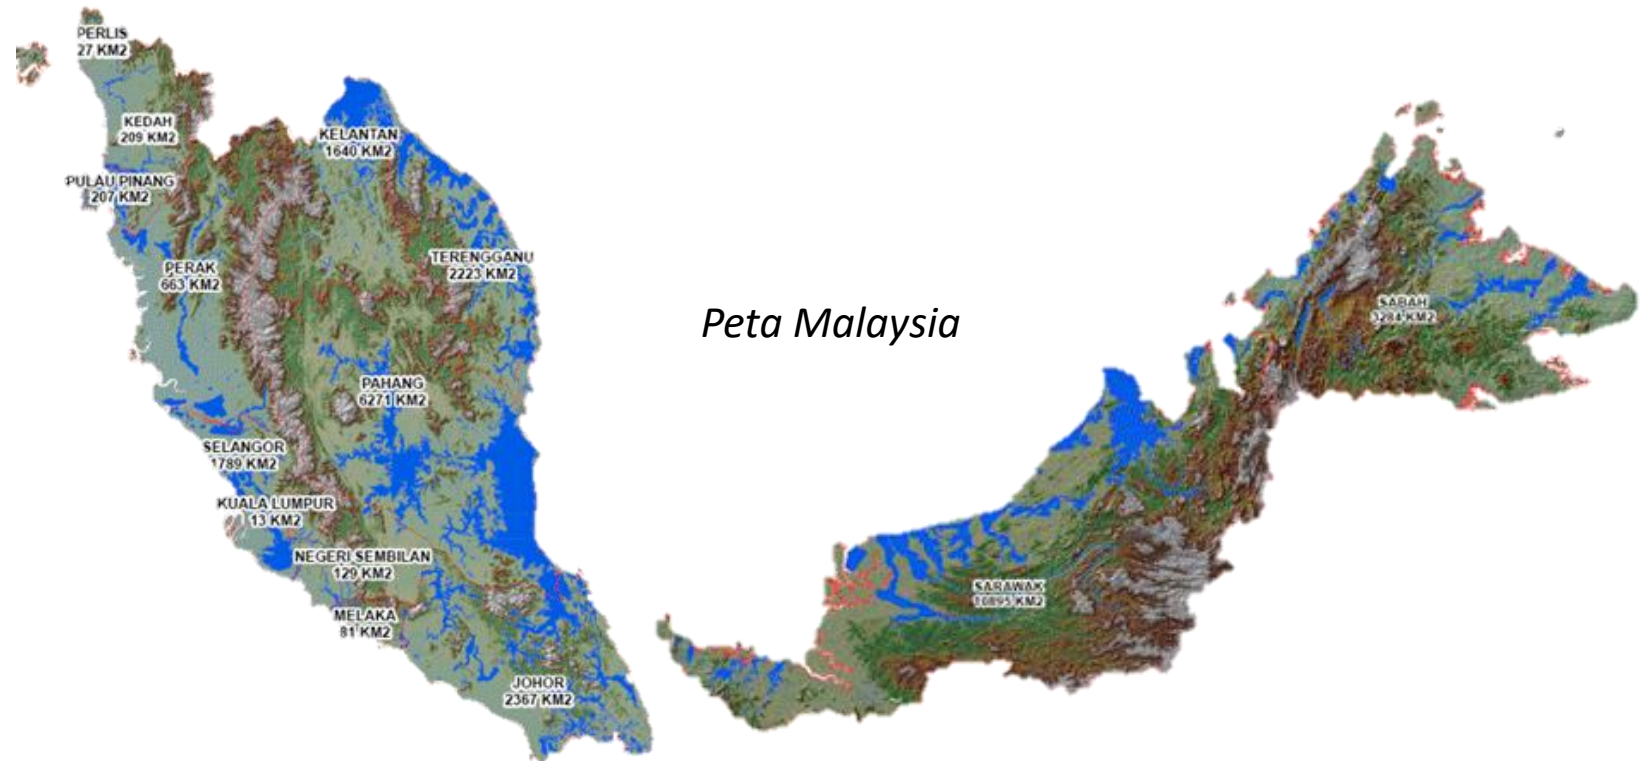 PERLIS
27 KM2
KEDAH
209 KM2
PULAU PINANG
207 KM2
PERAK
663 KM2
KELANTAN
1640 KM2
TERENGGANU
2223 KM2
PAHANG
6271 KM2
SELANGOR
1789 KM2
KUALA LUMPUR
13 KM2
NEGERI SEMBILAN
129 KM2
MELAKA
81 KM2
JOHOR
2367 KM2
Peta Malaysia
SABAH
3284 KM2
SARAWAK
10895 KM2